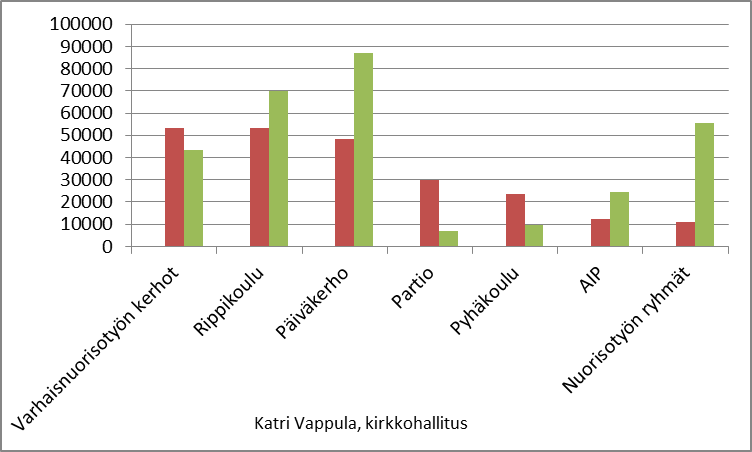 100000
90000
80000
70000
60000
50000
40000
30000
20000
10000
0
Varhaisnuorisotyön kerhot
Rippikoulu
Päiväkerho
Partio
Pyhäkoulu
AIP
Nuorisotyön ryhmät
Katri Vappula, kirkkohallitus